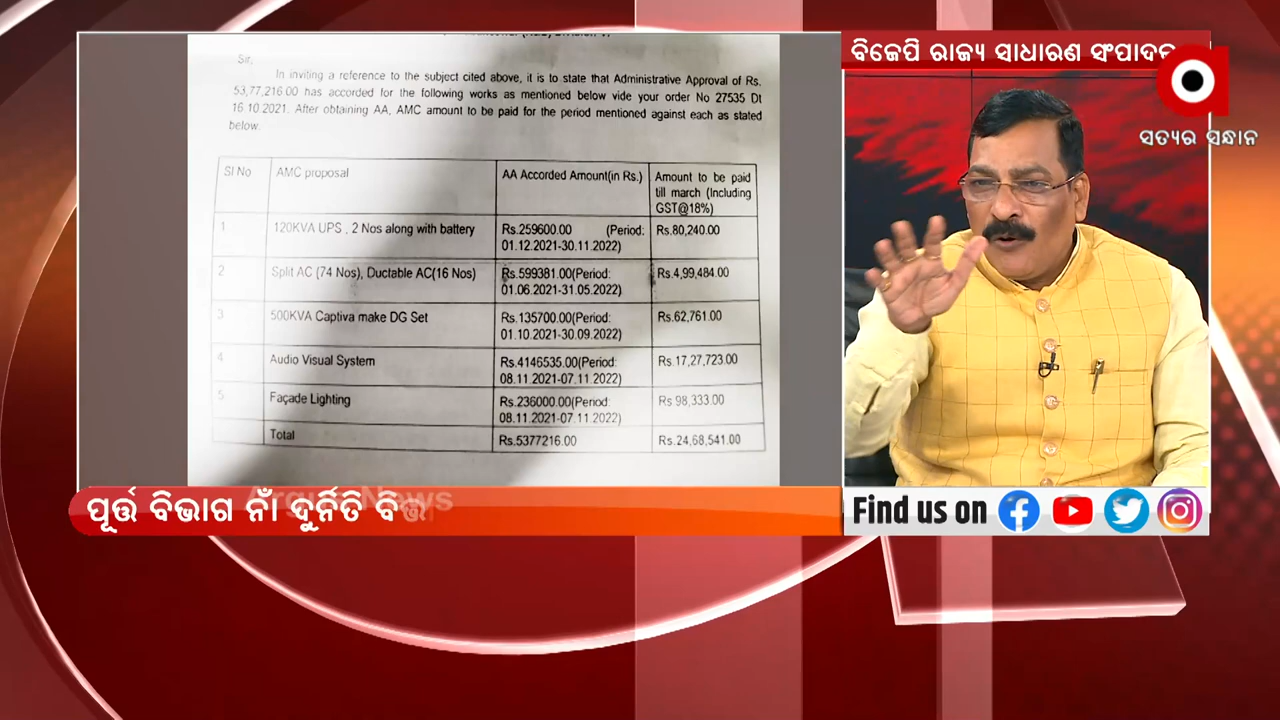 Sir,
In inviting a reference to the subject cited above, it is to state that Administrative Approval of Rs.
53,77,216.00 has accorded for the following works as mentioned below vide your order No 27535 Dt
16.10.2021. After obtaining AA, AMC amount to be paid for the period mentioned against each as stated
below.
Sl No AMC proposal AA Accorded Amount(in Rs.) Amount to be paid till march (Including GST@18%)
1 120KVA UPS , 2 Nos along with battery Rs.259600.00 (Period: 01.12.2021-30.11.2022) Rs.80,240.00
2 Split AC (74 Nos), Ductable AC(16 Nos) Rs.599381.00(Period: 01.06.2021-31.05.2022) Rs.4,99,484.00
3 500KVA Captiva make DG Set Rs.135700.00(Period: 01.10.2021-30.09.2022) Rs.62,761.00
4 Audio Visual System Rs.4146535.00(Period: 08.11.2021-07.11.2022) Rs.17,27,723.00
5 Façade Lighting Rs.236000.00(Period: 08.11.2021-07.11.2022) Rs 98,333.00
Total Rs.5377216.00 Rs.24,68,541.00
ବିଜେପି ରାଜ୍ୟ ସାଧାରଣ ସଂପାଦକ
ସତ୍ୟର ସନ୍ଧାନ
Argus News
ପୂର୍ତ୍ତ ବିଭାଗ ନାଁ ଦୁର୍ନିତି
Find us on